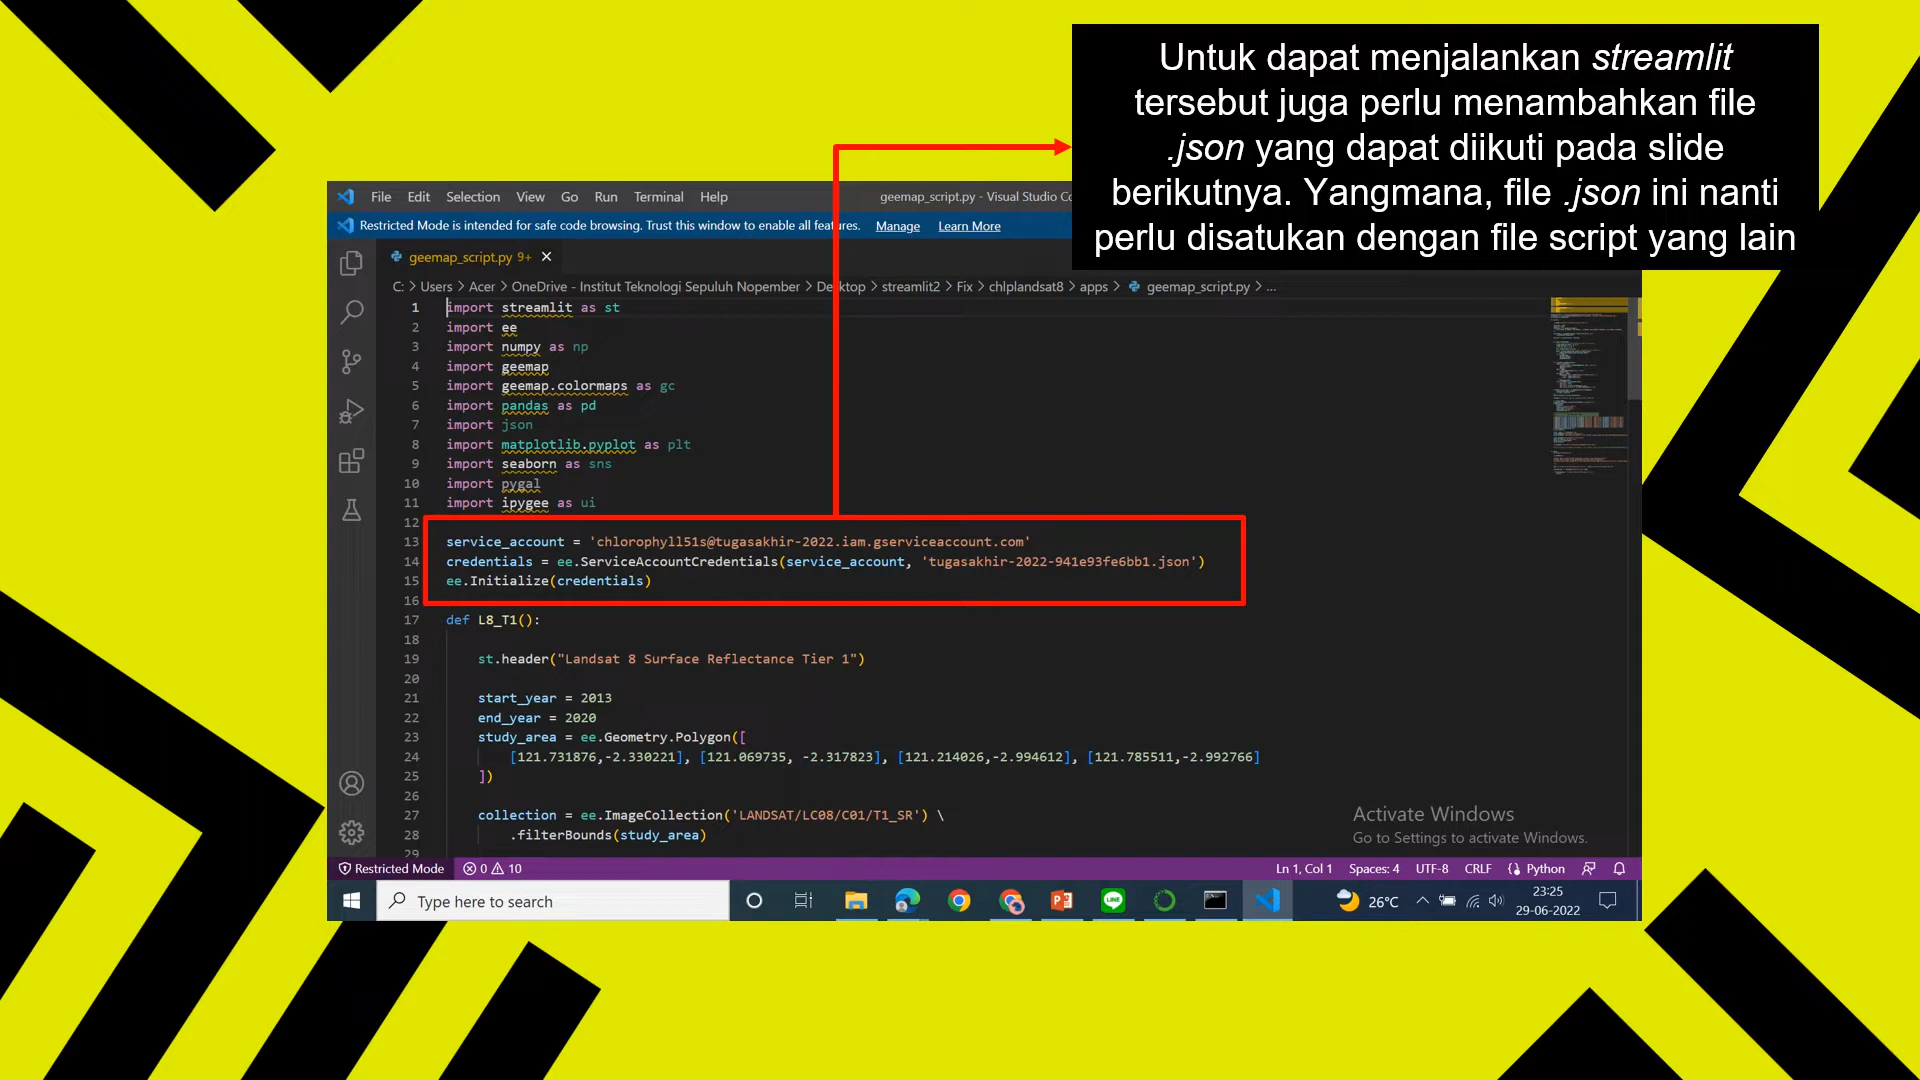 Untuk dapat menjalankan streamlit
tersebut juga perlu menambahkan file
.json yang dapat diikuti pada slide
berikutnya. Yangmana, file .json ini nanti
perlu disatukan dengan file script yang lain
File Edit Selection View Go Run Terminal Help geemap_script.py - Visual Studio Co
Restricted Mode is intended for safe code browsing. Trust this window to enable all features. Manage Learn More
geemap_script.py 9+
C: > Users > Acer > OneDrive - Institut Teknologi Sepuluh Nopember > Desktop > streamlit2 > Fix > chlplandsat8 > apps > geemap_script.py > ...
1 import streamlit as st
2 import ee
3 import numpy as np
4 import geemap
5 import geemap.colormaps as gc
6 import pandas as pd
7 import json
8 import matplotlib.pyplot as plt
9 import seaborn as sns
10 import pygal
11 import ipygee as ui
12
13 service_account = 'chlorophyll51s@tugasakhir-2022.iam.gserviceaccount.com'
14 credentials = ee.ServiceAccountCredentials(service_account, 'tugasakhir-2022-941e93fe6bb1.json')
15 ee.Initialize(credentials)
16
17 def L8_T1():
18
19 st.header("Landsat 8 Surface Reflectance Tier 1")
20
21 start_year = 2013
22 end_year = 2020
23 study_area = ee.Geometry.Polygon([
24 [121.731876,-2.330221], [121.069735, -2.317823], [121.214026,-2.994612], [121.785511,-2.992766]
25 ])
26
27 collection = ee.ImageCollection('LANDSAT/LC08/C01/T1_SR') \
28 .filterBounds(study_area)
29
Activate Windows
Go to Settings to activate Windows.
Restricted Mode 0 10 Ln 1, Col 1 Spaces: 4 UTF-8 CRLF Python
Type here to search 26°C 23:25
29-06-2022